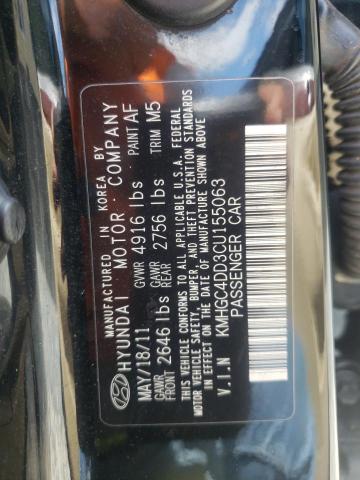 MANUFACTURED IN KOREA BY
HYUNDAI MOTOR COMPANY
MAY/18/11 GVWR 4916 lbs PAINT AF
GAWR FRONT 2646 lbs GAWR REAR 2756 lbs TRIM M5
THIS VEHICLE CONFORMS TO ALL APPLICABLE U.S.A. FEDERAL
MOTOR VEHICLE SAFETY, BUMPER, AND THEFT PREVENTION STANDARDS
IN EFFECT ON THE DATE OF MANUFACTURE SHOWN ABOVE
V.I.N KMHGC4DD3CU155063
PASSENGER CAR